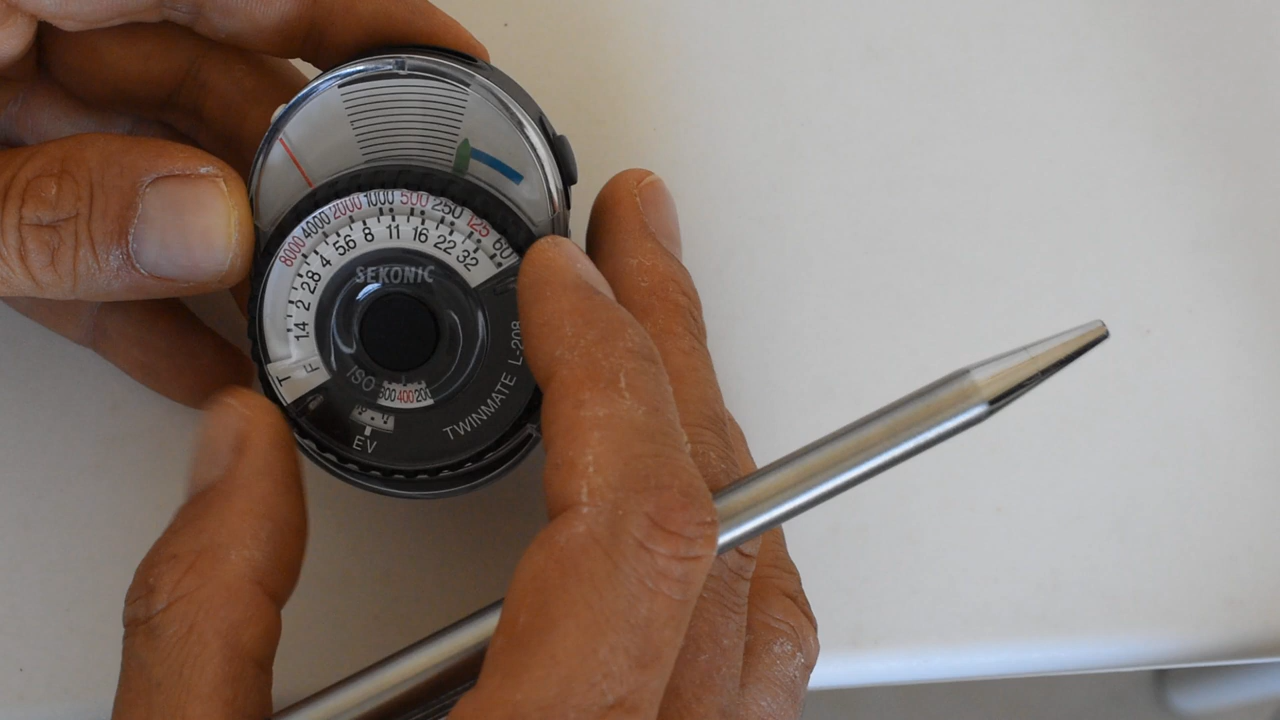 8000 4000 2000 1000 500 250 125 60
1.4 2 2.8 4 5.6 8 11 16 22 32
SEKONIC
T
F
ISO
400 200
EV
TWINMATE L-208